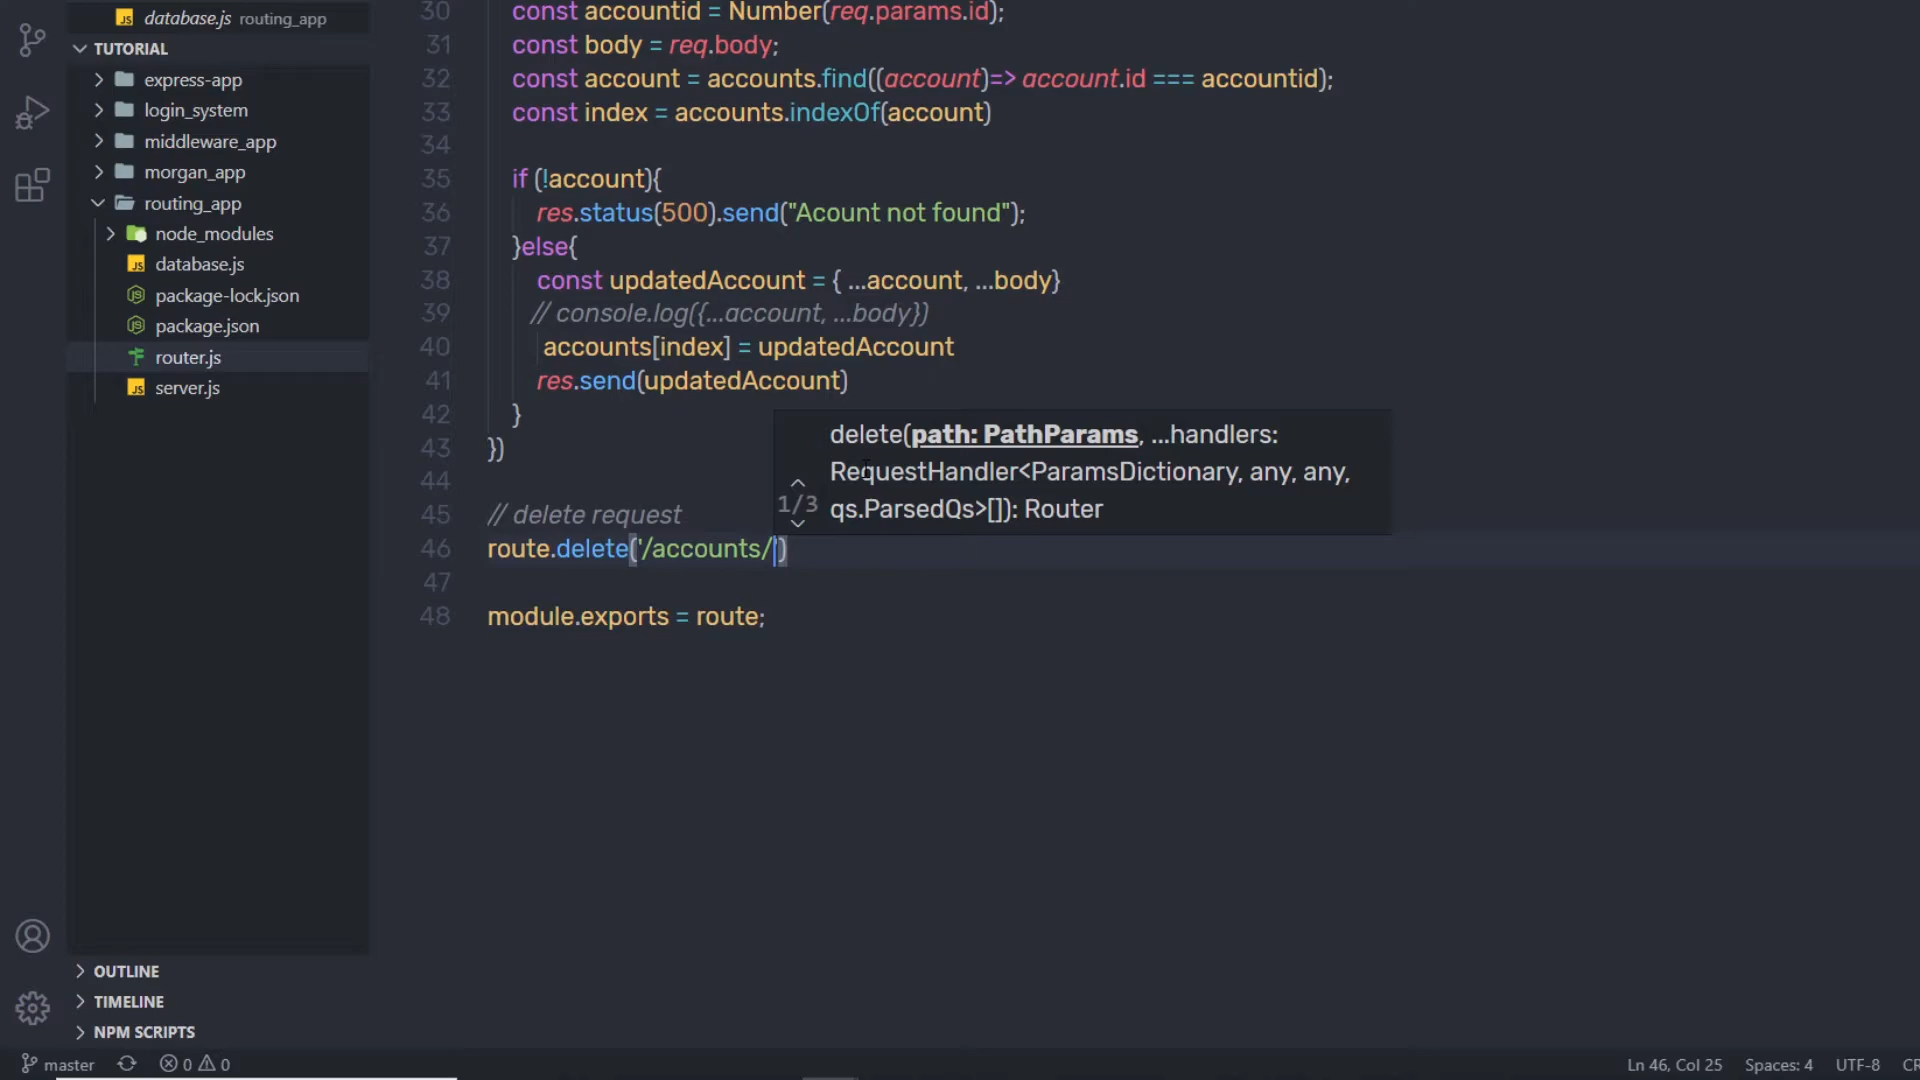 database.js routing_app
TUTORIAL
express-app
login_system
middleware_app
morgan_app
routing_app
node_modules
database.js
package-lock.json
package.json
router.js
server.js
OUTLINE
TIMELINE
NPM SCRIPTS
30 const accountid = Number(req.params.id);
31 const body = req.body;
32 const account = accounts.find((account)=> account.id === accountid);
33 const index = accounts.indexOf(account)
34
35 if (!account){
36 res.status(500).send("Acount not found");
37 }else{
38 const updatedAccount = { ...account, ...body}
39 // console.log({...account, ...body})
40 accounts[index] = updatedAccount
41 res.send(updatedAccount)
42 }
43 })
44
45 // delete request
46 route.delete('/accounts/')
47
48 module.exports = route;
delete(path: PathParams, ...handlers:
RequestHandler<ParamsDictionary, any, any,
1/3 qs.ParsedQs>[]): Router
master 0 0 Ln 46, Col 25 Spaces: 4 UTF-8 CR